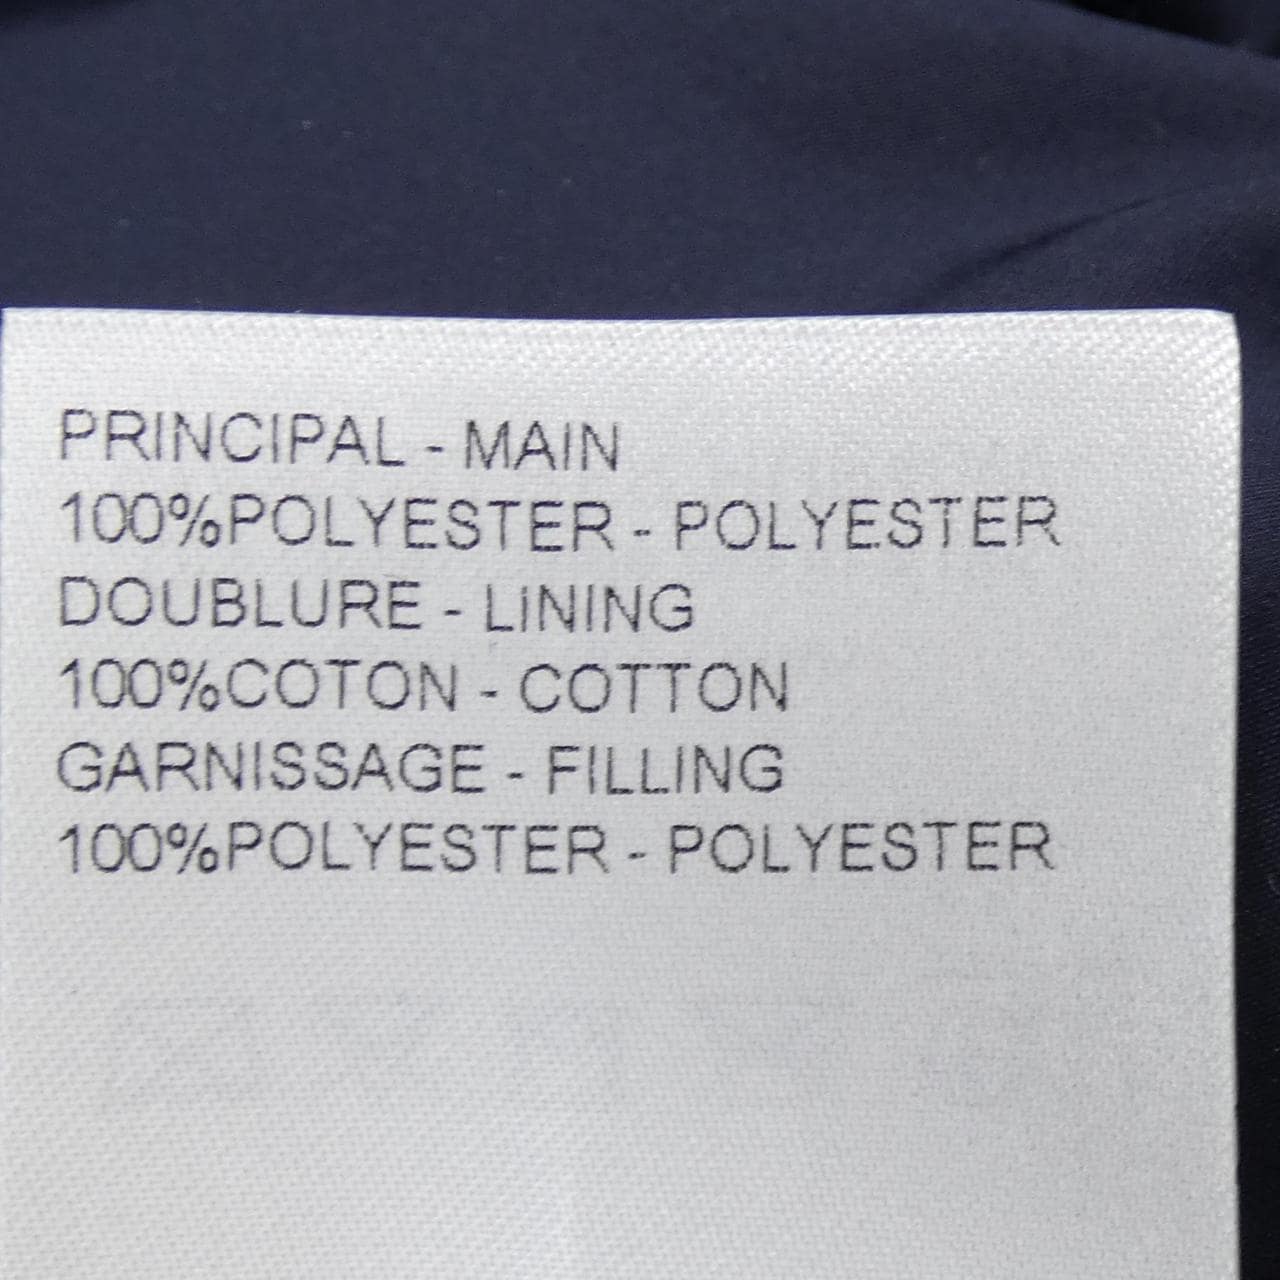 PRINCIPAL - MAIN
100%POLYESTER - POLYESTER
DOUBLURE - LINING
100%COTON - COTTON
GARNISSAGE - FILLING
100%POLYESTER - POLYESTER